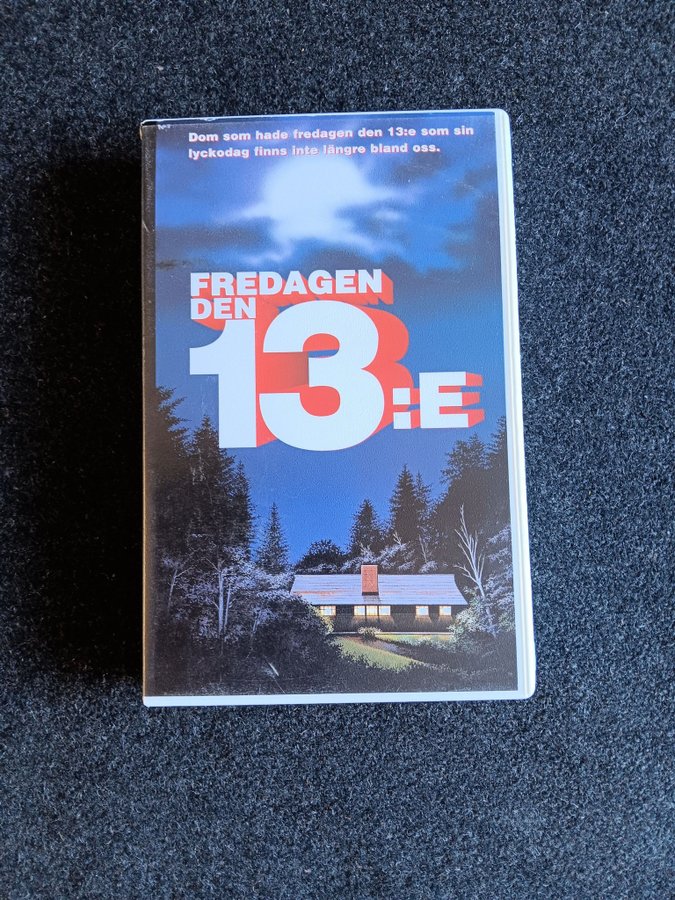 Dom som hade fredagen den 13:e som sin
lyckodag finns inte längre bland oss.
FREDAGEN
DEN
13:E